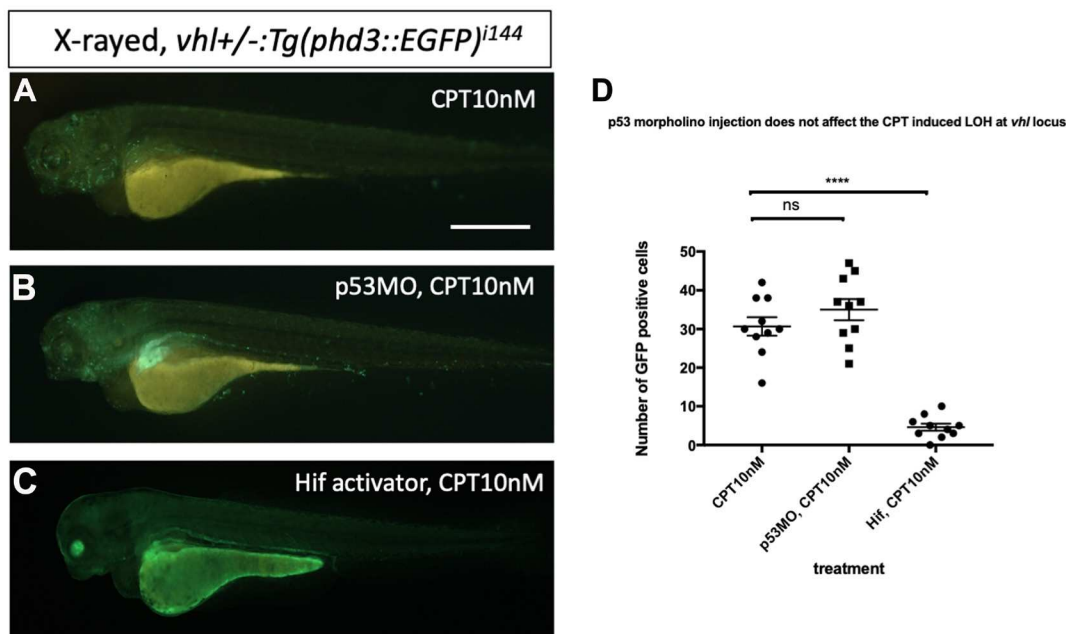 X-rayed, vhl+/-:Tg(phd3::EGFP)i144
A
CPT10nM
B
p53MO, CPT10nM
C
Hif activator, CPT10nM
D
p53 morpholino injection does not affect the CPT induced LOH at vhl locus
****
ns
Number of GFP positive cells
50
40
30
20
10
0
CPT10nM
p53MO, CPT10nM
Hif, CPT10nM
treatment